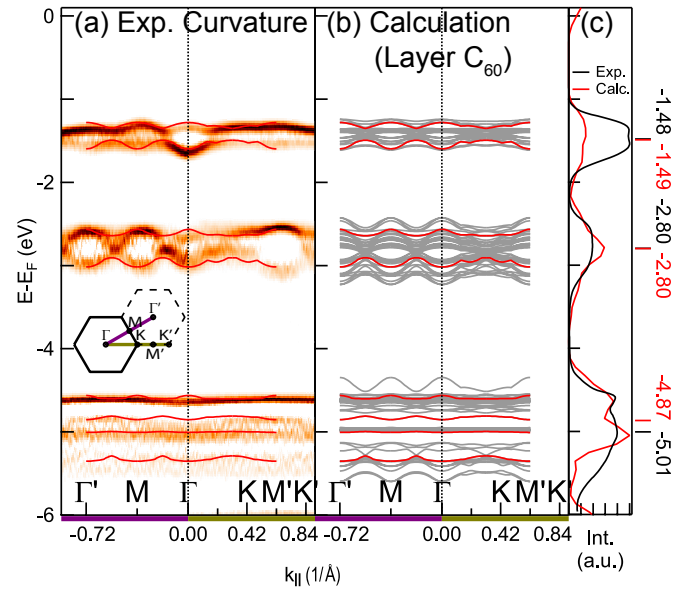 (a) Exp. Curvature
(b) Calculation
(Layer C60)
(c)
Exp.
Calc.
0
-2
-4
-6
E-EF (eV)
-1.48
-1.49
-2.80
-2.80
-4.87
-5.01
Γ M K M' Γ' K'
Γ' M Γ K M' K'
Γ' M Γ K M' K
-0.72 0.00 0.42 0.84
-0.72 0.00 0.42 0.84
Int.
(a.u.)
k|| (1/Å)